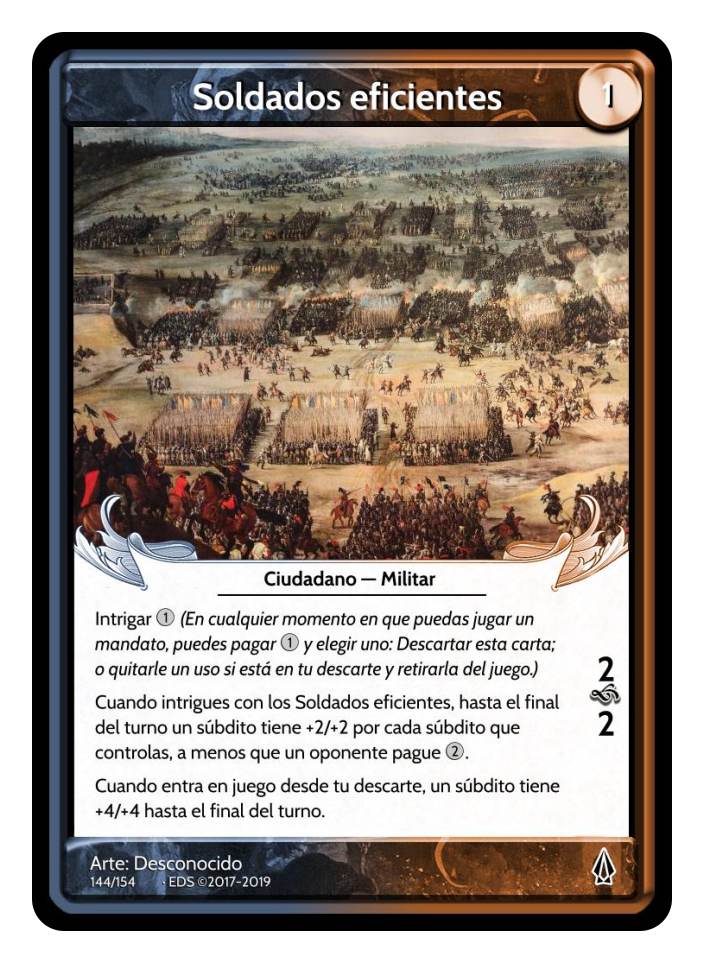 Soldados eficientes
1
Ciudadano — Militar
Intrigar ① (En cualquier momento en que puedas jugar un
mandato, puedes pagar ① y elegir uno: Descartar esta carta;
o quitarle un uso si está en tu descarte y retirarla del juego.)
Cuando intrigues con los Soldados eficientes, hasta el final
del turno un súbdito tiene +2/+2 por cada súbdito que
controlas, a menos que un oponente pague ②.
Cuando entra en juego desde tu descarte, un súbdito tiene
+4/+4 hasta el final del turno.
2
2
Arte: Desconocido
144/154 · EDS ©2017-2019